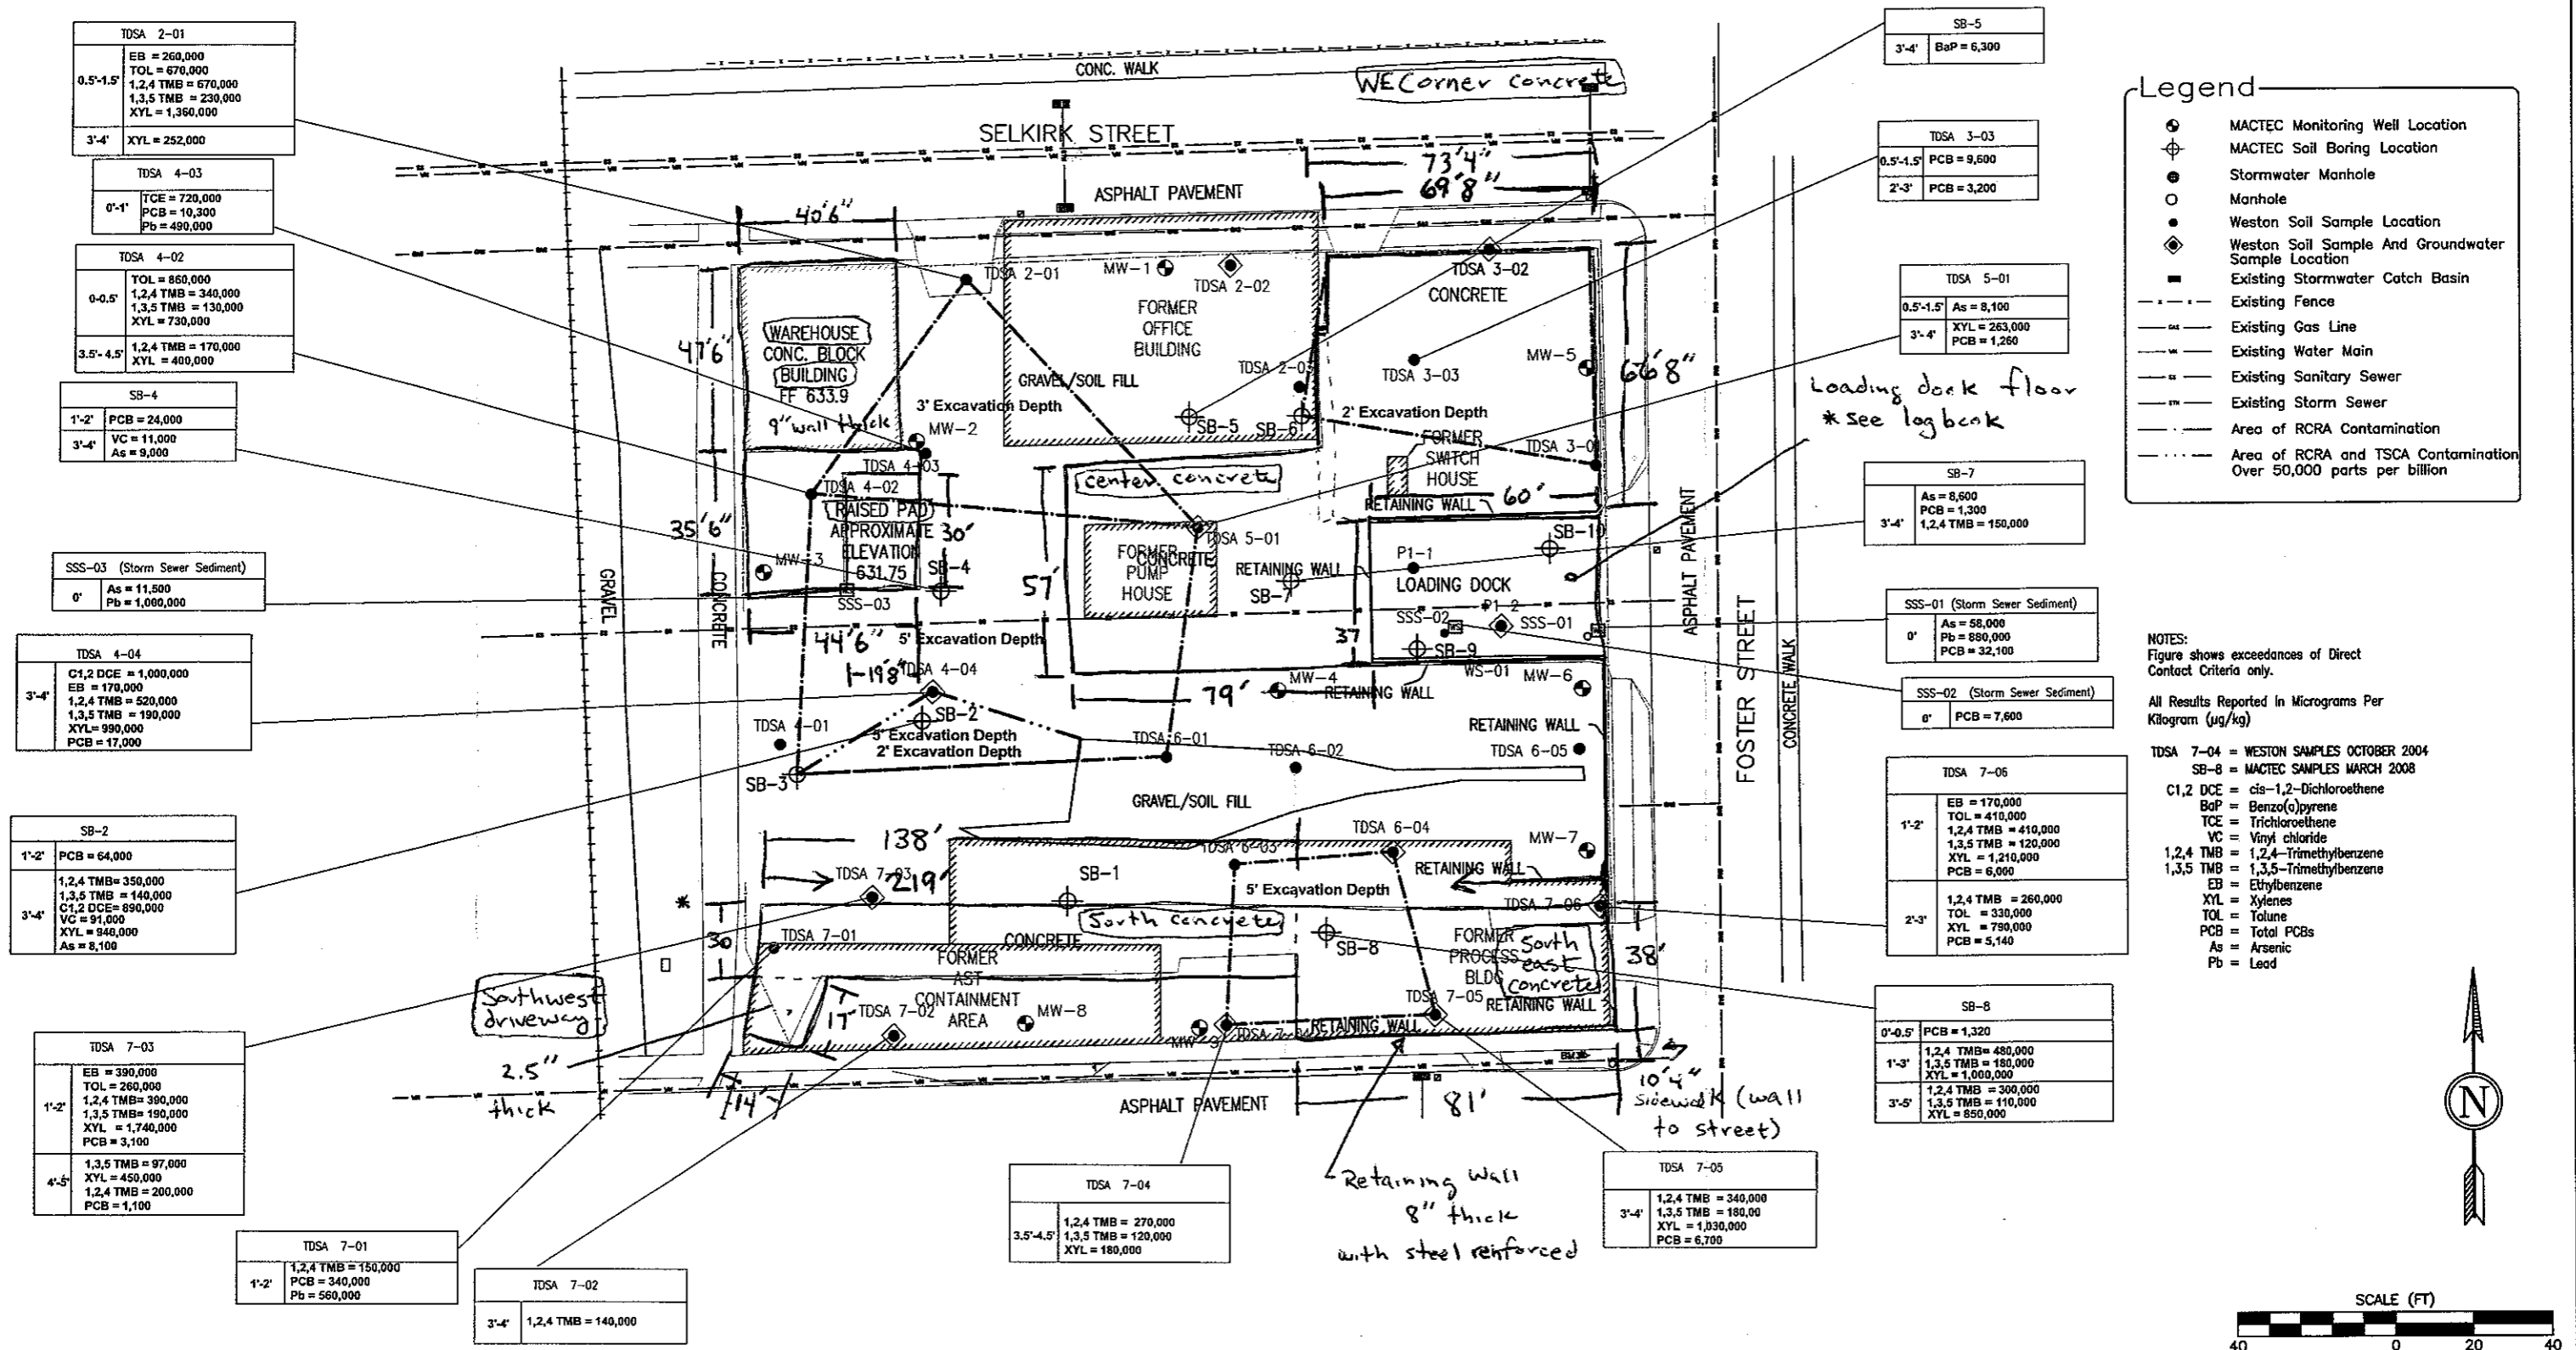 TDSA 2-01
0.5'-1.5'
EB = 260,000
TOL = 670,000
1,2,4 TMB = 670,000
1,3,5 TMB = 230,000
XYL = 1,360,000
3'-4'
XYL = 252,000
TDSA 4-03
0'-1'
TCE = 720,000
PCB = 10,300
Pb = 490,000
TDSA 4-02
0-0.5'
TOL = 860,000
1,2,4 TMB = 340,000
1,3,5 TMB = 130,000
XYL = 730,000
3.5'-4.5'
1,2,4 TMB = 170,000
XYL = 400,000
SB-4
1'-2'
PCB = 24,000
3'-4'
VC = 11,000
As = 9,000
SSS-03 (Storm Sewer Sediment)
0'
As = 11,500
Pb = 1,000,000
TDSA 4-04
3'-4'
C1,2 DCE = 1,000,000
EB = 170,000
1,2,4 TMB = 520,000
1,3,5 TMB = 190,000
XYL= 990,000
PCB = 17,000
SB-2
1'-2'
PCB = 64,000
3'-4'
1,2,4 TMB= 350,000
1,3,5 TMB = 140,000
C1,2 DCE= 890,000
VC = 91,000
XYL = 940,000
As = 8,100
TDSA 7-03
1'-2'
EB = 390,000
TOL = 260,000
1,2,4 TMB = 390,000
1,3,5 TMB= 190,000
XYL = 1,740,000
PCB = 3,100
4'-5'
1,3,5 TMB = 97,000
XYL = 450,000
1,2,4 TMB = 200,000
PCB = 1,100
TDSA 7-01
1'-2'
1,2,4 TMB = 150,000
PCB = 340,000
Pb = 560,000
TDSA 7-02
3'-4'
1,2,4 TMB = 140,000
CONC. WALK
WE Corner concrete
SELKIRK STREET
73'4"
69'8"
ASPHALT PAVEMENT
40'6"
TDSA 2-01
MW-1
TDSA 2-02
TDSA 3-02
CONCRETE
FORMER
OFFICE
BUILDING
WAREHOUSE
CONC. BLOCK
BUILDING
FF 633.9
9" wall thick
47'6"
GRAVEL/SOIL FILL
3' Excavation Depth
MW-2
TDSA 2-03
SB-5
SB-6
TDSA 3-03
MW-5
66'8"
2' Excavation Depth
FORMER
SWITCH
HOUSE
Loading dock floor
* see logbook
TDSA 4-03
TDSA 4-02
RAISED PAD
APPROXIMATE
ELEVATION
631.75
30'
35'6"
center concrete
60'
RETAINING WALL
MW-3
SB-4
SSS-03
57'
FORMER
PUMP
HOUSE
CONCRETE
TDSA 5-01
RETAINING WALL
SB-7
P1-1
SB-10
LOADING DOCK
GRAVEL
CONCRETE
ASPHALT PAVEMENT
44'6"
5' Excavation Depth
19'8"
TDSA 4-04
37
SSS-02
SSS-01
SB-9
WS-01
79'
MW-4
RETAINING WALL
MW-6
SB-2
TDSA 4-01
5' Excavation Depth
2' Excavation Depth
SB-3
TDSA 6-01
TDSA 6-02
RETAINING WALL
TDSA 6-05
FOSTER STREET
CONCRETE WALK
GRAVEL/SOIL FILL
138'
TDSA 6-03
TDSA 6-04
MW-7
TDSA 7-03
219'
SB-1
5' Excavation Depth
RETAINING WALL
TDSA 7-06
*
30
South concrete
CONCRETE
SB-8
FORMER
PROCESS
BLDG
South
east
concrete
38'
TDSA 7-01
FORMER
AST
CONTAINMENT
AREA
Southwest
driveway
17'
TDSA 7-02
MW-8
TDSA 7-05
RETAINING WALL
RETAINING WALL
2.5"
thick
14'
ASPHALT PAVEMENT
81'
10'4"
sidewalk (wall
to street)
Retaining Wall
8" thick
with steel reinforced
TDSA 7-04
3.5'-4.5'
1,2,4 TMB = 270,000
1,3,5 TMB = 120,000
XYL = 180,000
TDSA 7-05
3'-4'
1,2,4 TMB = 340,000
1,3,5 TMB = 180,00
XYL = 1,030,000
PCB = 6,700
SB-5
3'-4'
BaP = 6,300
TDSA 3-03
0.5'-1.5'
PCB = 9,600
2'-3'
PCB = 3,200
TDSA 5-01
0.5'-1.5'
As = 8,100
3'-4'
XYL = 263,000
PCB = 1,260
SB-7
3'-4'
As = 8,600
PCB = 1,300
1,2,4 TMB = 150,000
SSS-01 (Storm Sewer Sediment)
0'
As = 58,000
Pb = 880,000
PCB = 32,100
SSS-02 (Storm Sewer Sediment)
0'
PCB = 7,600
TDSA 7-06
1'-2'
EB = 170,000
TOL = 410,000
1,2,4 TMB = 410,000
1,3,5 TMB = 120,000
XYL = 1,210,000
PCB = 6,000
2'-3'
1,2,4 TMB = 260,000
TOL = 330,000
XYL = 790,000
PCB = 5,140
SB-8
0'-0.5'
PCB = 1,320
1'-3'
1,2,4 TMB= 480,000
1,3,5 TMB = 180,000
XYL = 1,000,000
3'-5'
1,2,4 TMB = 300,000
1,3,5 TMB = 110,000
XYL = 850,000
Legend
MACTEC Monitoring Well Location
MACTEC Soil Boring Location
Stormwater Manhole
Manhole
Weston Soil Sample Location
Weston Soil Sample And Groundwater
Sample Location
Existing Stormwater Catch Basin
Existing Fence
Existing Gas Line
Existing Water Main
Existing Sanitary Sewer
Existing Storm Sewer
Area of RCRA Contamination
Area of RCRA and TSCA Contamination
Over 50,000 parts per billion
NOTES:
Figure shows exceedances of Direct
Contact Criteria only.
All Results Reported In Micrograms Per
Kilogram (µg/kg)
TDSA 7-04 = WESTON SAMPLES OCTOBER 2004
SB-8 = MACTEC SAMPLES MARCH 2008
C1,2 DCE = cis-1,2-Dichloroethene
BaP = Benzo(a)pyrene
TCE = Trichloroethene
VC = Vinyl chloride
1,2,4 TMB = 1,2,4-Trimethylbenzene
1,3,5 TMB = 1,3,5-Trimethylbenzene
EB = Ethylbenzene
XYL = Xylenes
TOL = Tolune
PCB = Total PCBs
As = Arsenic
Pb = Lead
N
SCALE (FT)
40 0 20 40